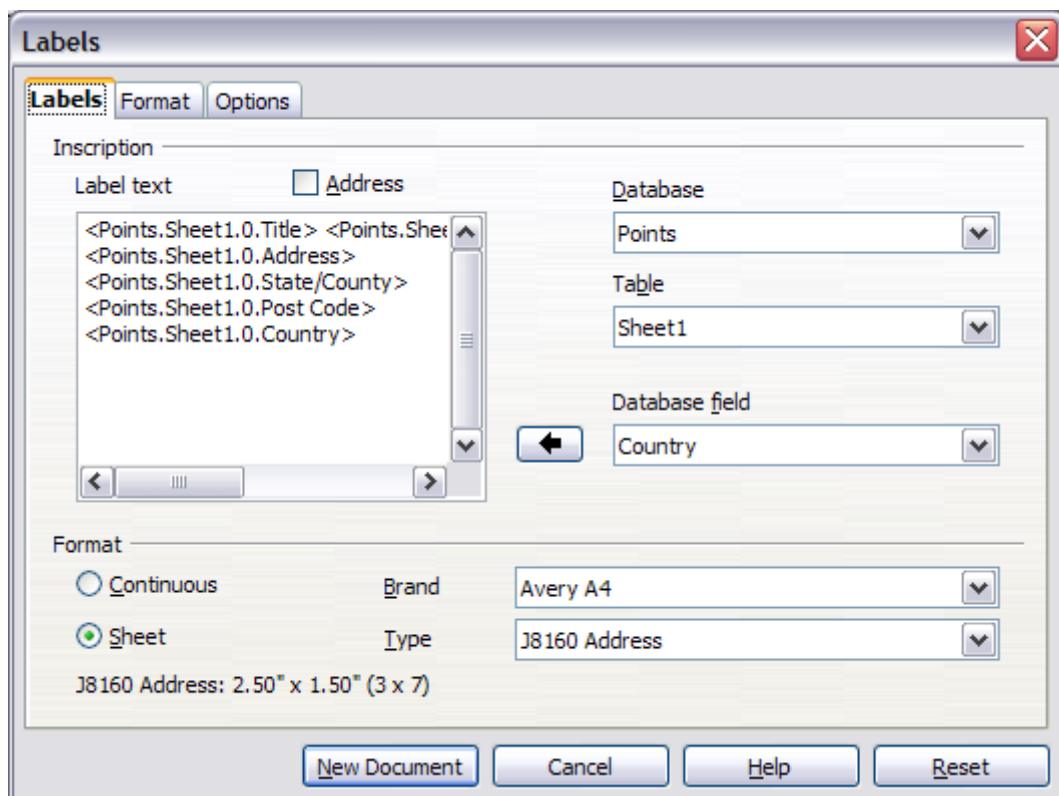 Labels
Labels Format Options
Inscription
Label text Address
<Points.Sheet1.0.Title> <Points.Shee
<Points.Sheet1.0.Address>
<Points.Sheet1.0.State/County>
<Points.Sheet1.0.Post Code>
<Points.Sheet1.0.Country>
Database
Points
Table
Sheet1
Database field
Country
Format
Continuous Brand Avery A4
Sheet Type J8160 Address
J8160 Address: 2.50" x 1.50" (3 x 7)
New Document Cancel Help Reset